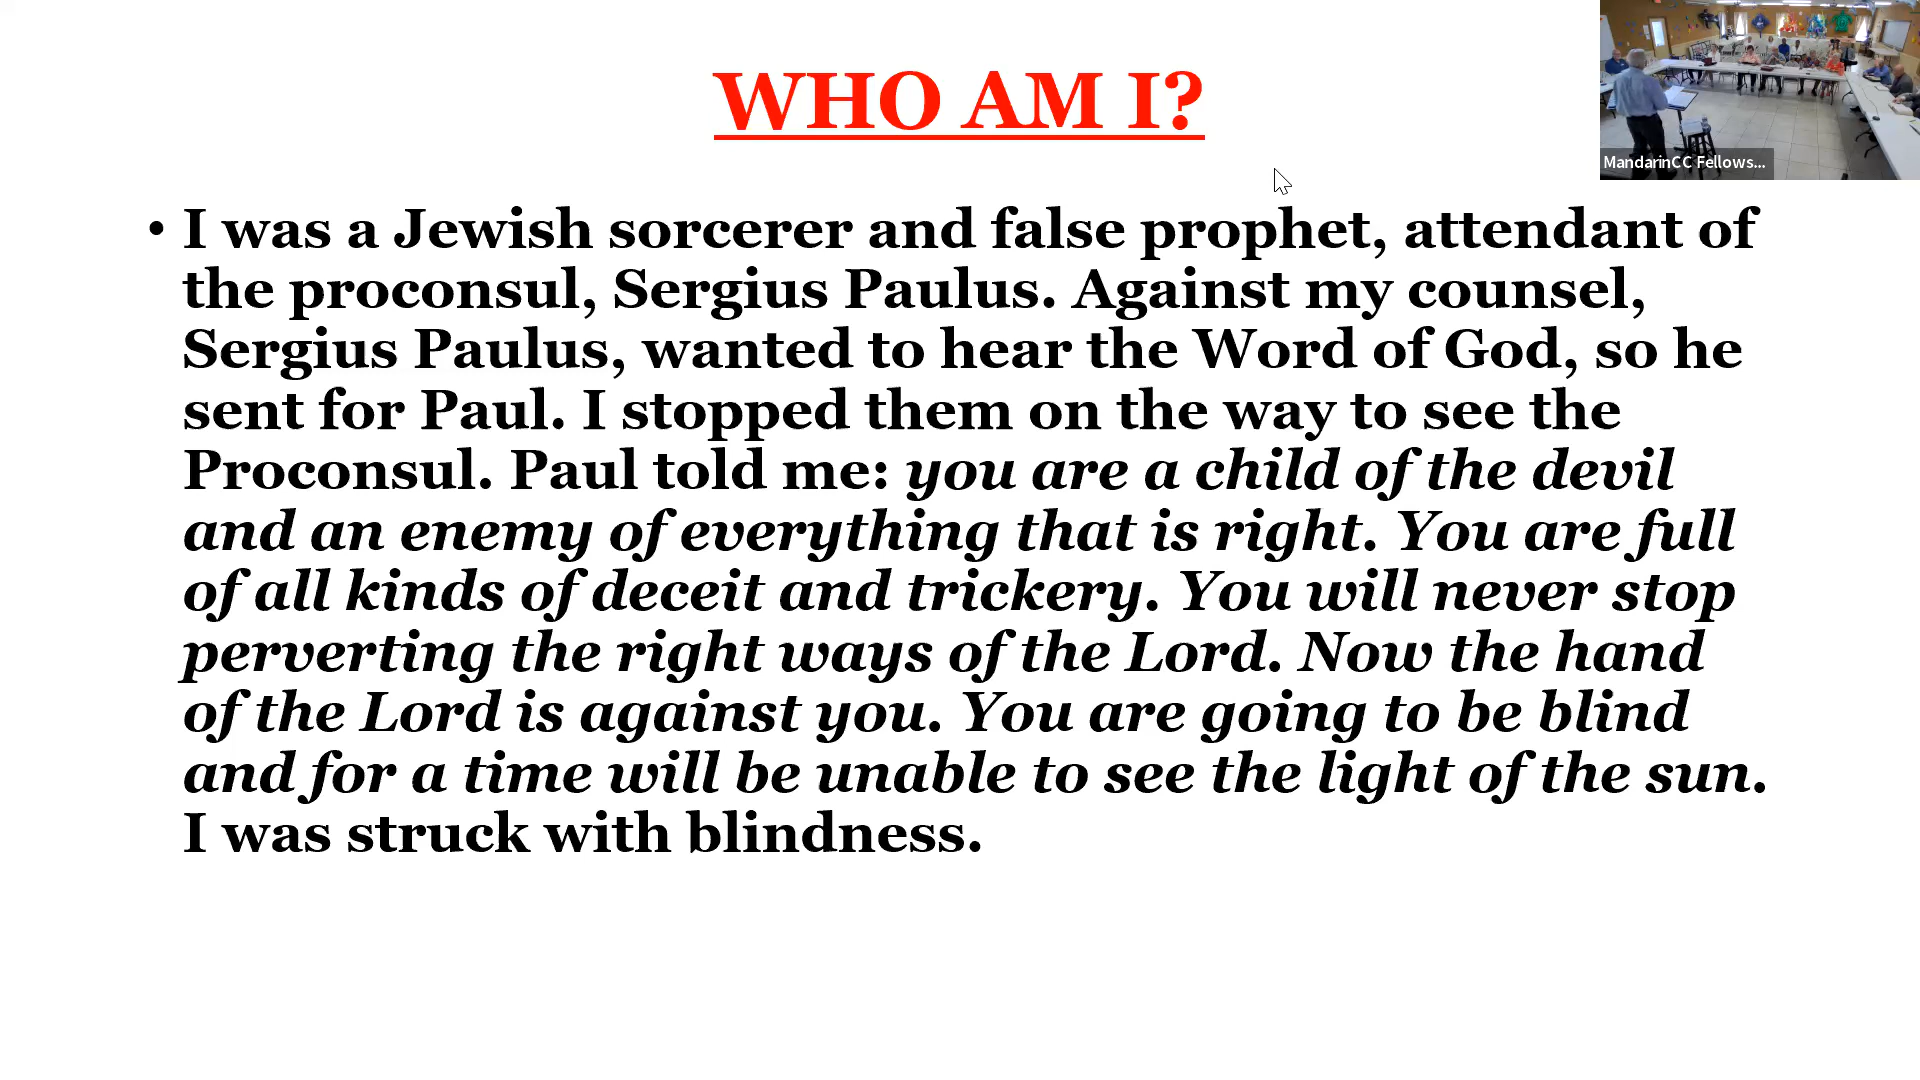 WHO AM I?
MandarinCC Fellows...
• I was a Jewish sorcerer and false prophet, attendant of
the proconsul, Sergius Paulus. Against my counsel,
Sergius Paulus, wanted to hear the Word of God, so he
sent for Paul. I stopped them on the way to see the
Proconsul. Paul told me: you are a child of the devil
and an enemy of everything that is right. You are full
of all kinds of deceit and trickery. You will never stop
perverting the right ways of the Lord. Now the hand
of the Lord is against you. You are going to be blind
and for a time will be unable to see the light of the sun.
I was struck with blindness.